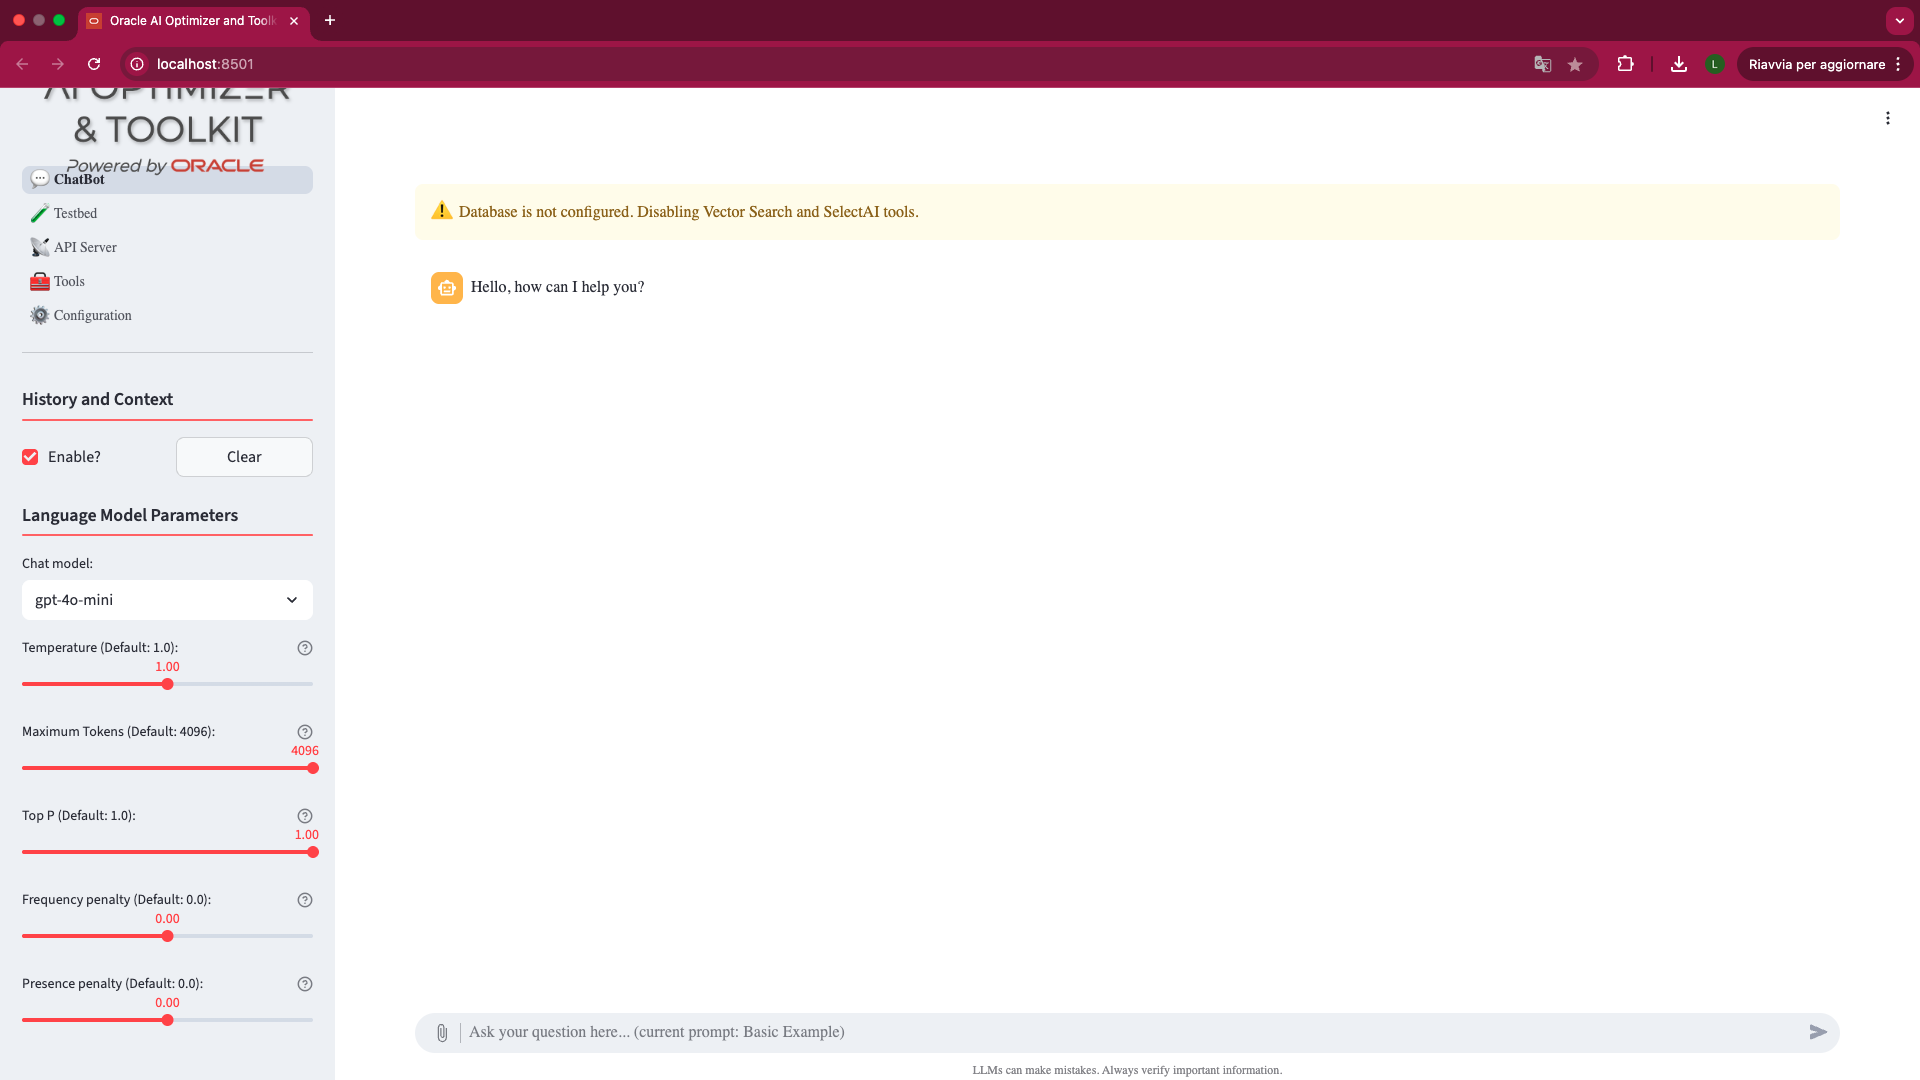 Oracle AI Optimizer and Toolk
localhost:8501
L
Riavvia per aggiornare
AI OPTIMIZER
& TOOLKIT
Powered by ORACLE
ChatBot
Testbed
API Server
Tools
Configuration
History and Context
Enable?
Clear
Language Model Parameters
Chat model:
gpt-4o-mini
Temperature (Default: 1.0):
1.00
Maximum Tokens (Default: 4096):
4096
Top P (Default: 1.0):
1.00
Frequency penalty (Default: 0.0):
0.00
Presence penalty (Default: 0.0):
0.00
Database is not configured. Disabling Vector Search and SelectAI tools.
Hello, how can I help you?
Ask your question here... (current prompt: Basic Example)
LLMs can make mistakes. Always verify important information.